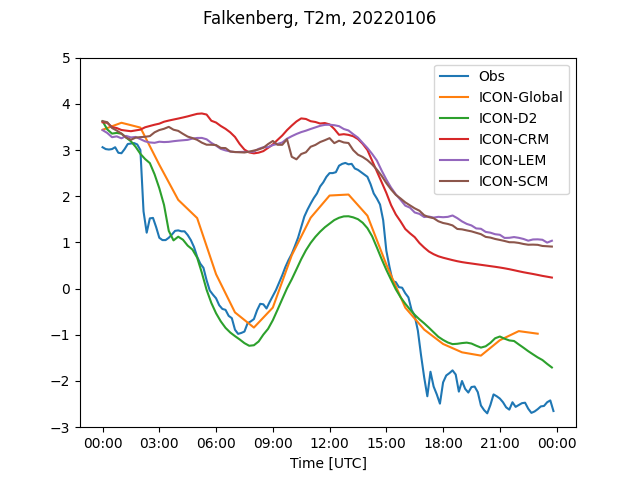 Falkenberg, T2m, 20220106
5
4
3
2
1
0
−1
−2
−3
Obs
ICON-Global
ICON-D2
ICON-CRM
ICON-LEM
ICON-SCM
00:00 03:00 06:00 09:00 12:00 15:00 18:00 21:00 00:00
Time [UTC]